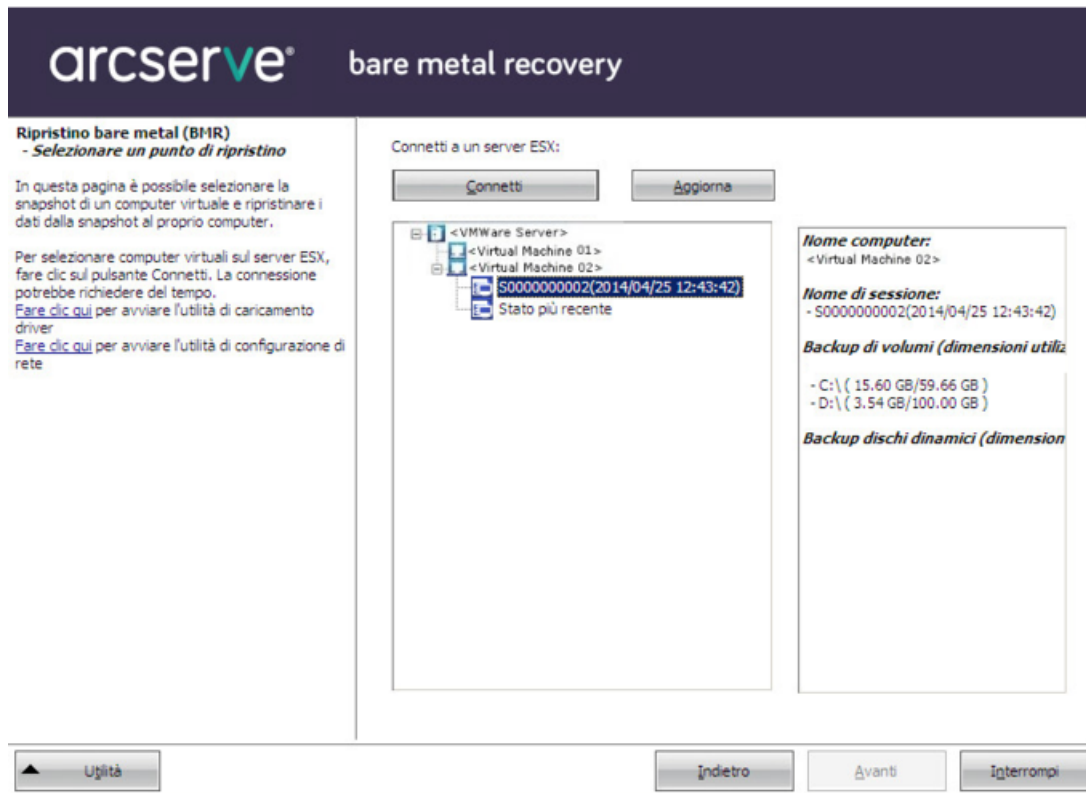 arcserve® bare metal recovery
Ripristino bare metal (BMR)
- Selezionare un punto di ripristino
In questa pagina è possibile selezionare la
snapshot di un computer virtuale e ripristinare i
dati dalla snapshot al proprio computer.
Per selezionare computer virtuali sul server ESX,
fare clic sul pulsante Connetti. La connessione
potrebbe richiedere del tempo.
Fare clic qui per avviare l'utilità di caricamento
driver
Fare clic qui per avviare l'utilità di configurazione di
rete
Connetti a un server ESX:
Connetti
Aggiorna
<VMWare Server>
<Virtual Machine 01>
<Virtual Machine 02>
S0000000002(2014/04/25 12:43:42)
Stato più recente
Nome computer:
<Virtual Machine 02>
Nome di sessione:
- S0000000002(2014/04/25 12:43:42)
Backup di volumi (dimensioni utiliz
- C:\ ( 15.60 GB/59.66 GB )
- D:\ ( 3.54 GB/100.00 GB )
Backup dischi dinamici (dimension
Utilità
Indietro
Avanti
Interrompi